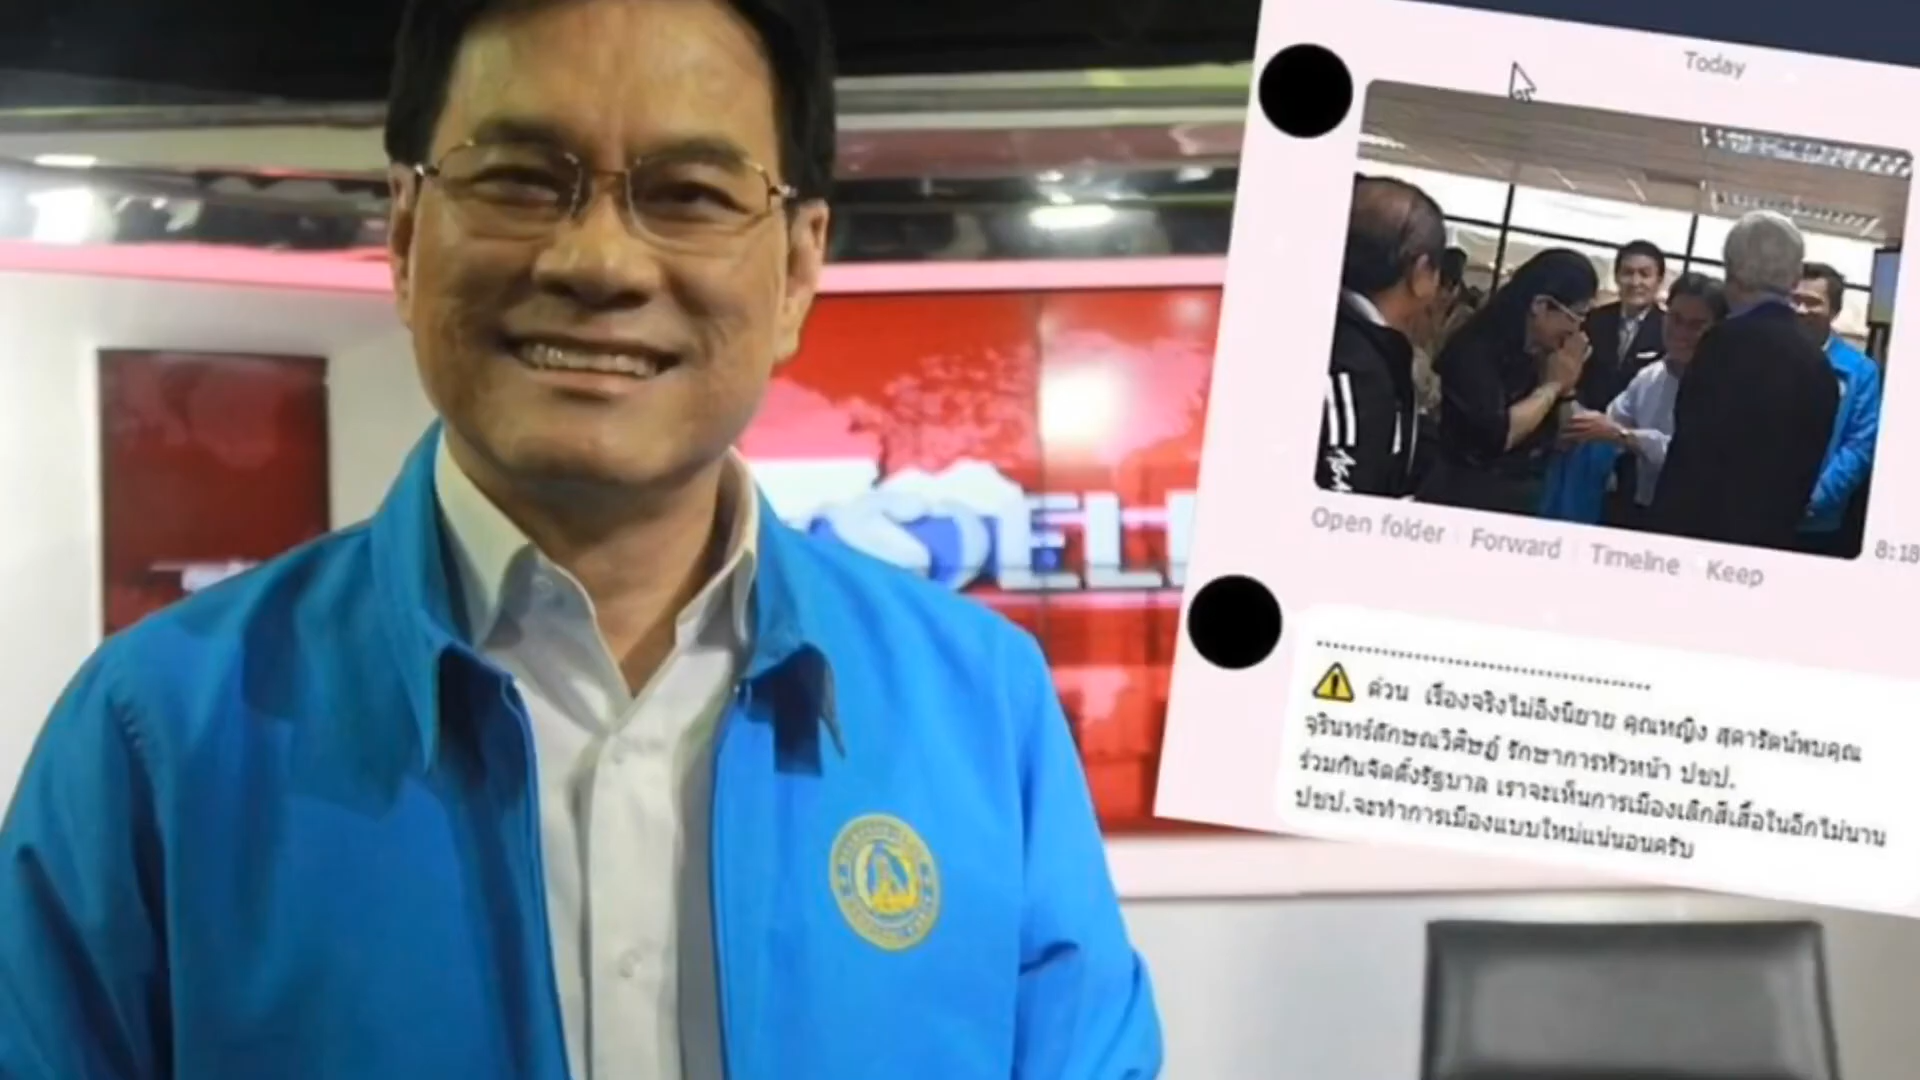 Today
Open folder Forward Timeline Keep
8:18
ด่วน เรื่องจริงไม่อิงนิยาย คุณหญิง สุดารัตน์พบคุณ
จุรินทร์ลักษณวิศิษฏ์ รักษาการหัวหน้า ปชป.
ร่วมกันจัดตั้งรัฐบาล เราจะเห็นการเมืองเลิกสีเสื้อในอีกไม่นาน
ปชป.จะทำการเมืองแบบใหม่แน่นอนครับ